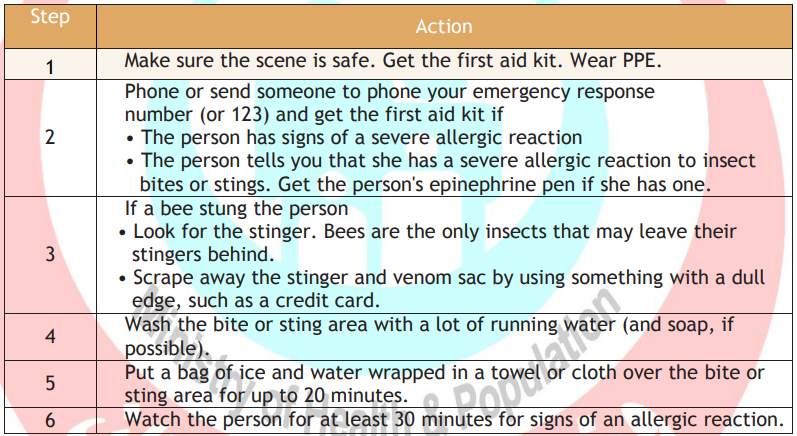 Step Action
1 Make sure the scene is safe. Get the first aid kit. Wear PPE.
Phone or send someone to phone your emergency response
number (or 123) and get the first aid kit if
2 • The person has signs of a severe allergic reaction
• The person tells you that she has a severe allergic reaction to insect
bites or stings. Get the person's epinephrine pen if she has one.
If a bee stung the person
• Look for the stinger. Bees are the only insects that may leave their
3 stingers behind.
• Scrape away the stinger and venom sac by using something with a dull
edge, such as a credit card.
4 Wash the bite or sting area with a lot of running water (and soap, if
possible).
5 Put a bag of ice and water wrapped in a towel or cloth over the bite or
sting area for up to 20 minutes.
6 Watch the person for at least 30 minutes for signs of an allergic reaction.
Ministry of Health & Population